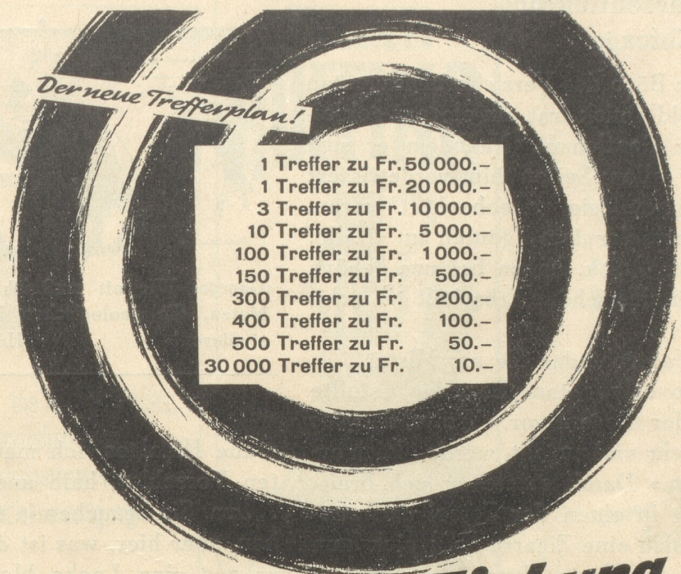 Der neue Trefferplan!
1 Treffer zu Fr. 50 000.–
1 Treffer zu Fr. 20 000.–
3 Treffer zu Fr. 10 000.–
10 Treffer zu Fr. 5 000.–
100 Treffer zu Fr. 1 000.–
150 Treffer zu Fr. 500.–
300 Treffer zu Fr. 200.–
400 Treffer zu Fr. 100.–
500 Treffer zu Fr. 50.–
30 000 Treffer zu Fr. 10.–